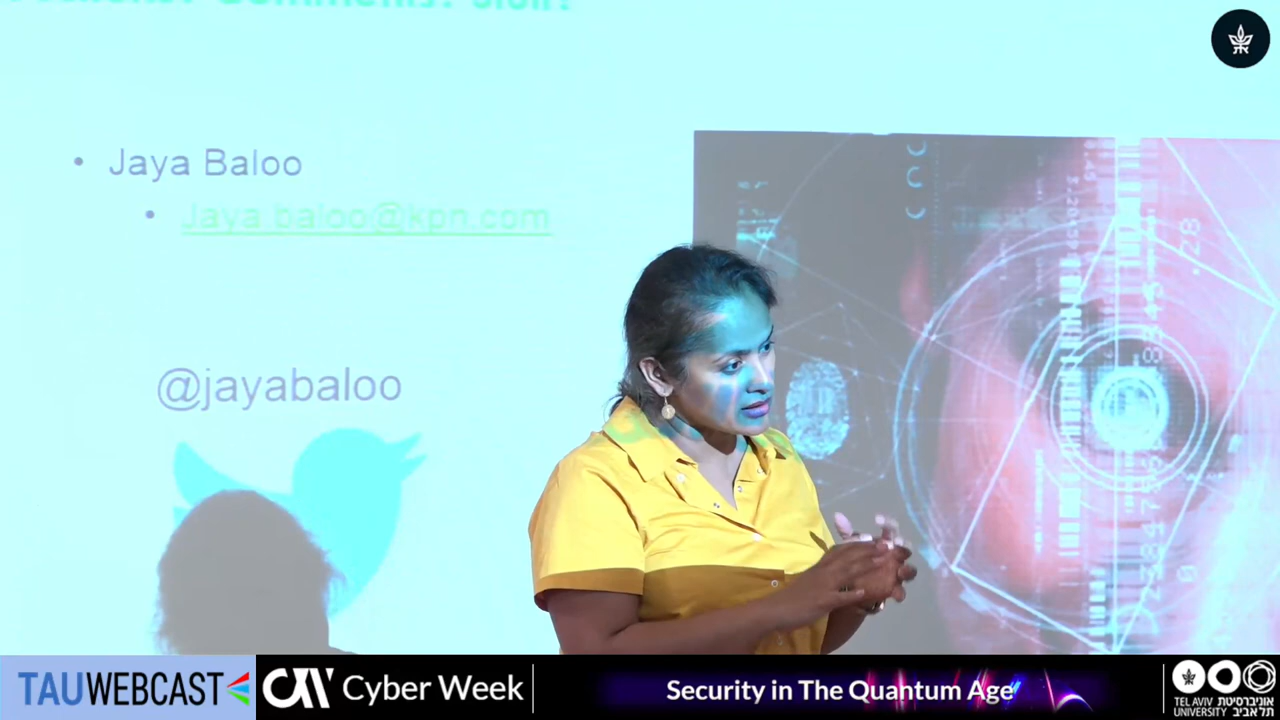 Jaya Baloo
Jaya.baloo@kpn.com
@jayabaloo
TAUWEBCAST
Cyber Week
Security in The Quantum Age
TEL AVIV אוניברסיטת
UNIVERSITY תל אביב